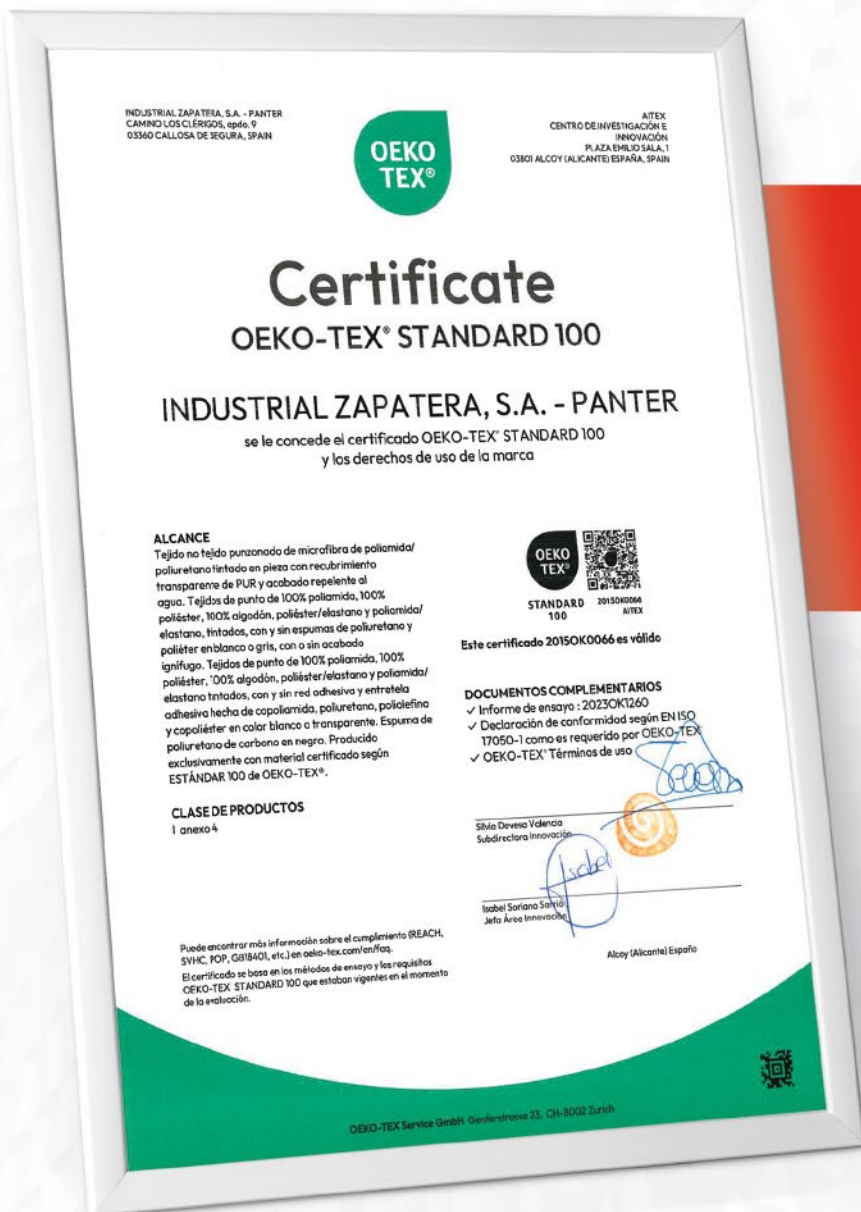 INDUSTRIAL ZAPATERA, S.A. - PANTER
CAMINO LOS CLÉRIGOS, apdo. 9
03360 CALLOSA DE SEGURA, SPAIN
OEKO
TEX®
AITEX
CENTRO DE INVESTIGACIÓN E
INNOVACIÓN
PLAZA EMILIO SALA, 1
03801 ALCOY (ALICANTE) ESPAÑA, SPAIN
Certificate
OEKO-TEX® STANDARD 100
INDUSTRIAL ZAPATERA, S.A. - PANTER
se le concede el certificado OEKO-TEX® STANDARD 100
y los derechos de uso de la marca
ALCANCE
Tejido no tejido punzonado de microfibra de poliamida/
poliuretano tintado en pieza con recubrimiento
transparente de PUR y acabado repelente al
agua. Tejidos de punto de 100% poliamida, 100%
poliéster, 100% algodón, poliéster/elastano y poliamida/
elastano, tintados, con y sin espumas de poliuretano y
poliéter en blanco o gris, con o sin acabado
ignífugo. Tejidos de punto de 100% poliamida, 100%
poliéster, 100% algodón, poliéster/elastano y poliamida/
elastano tintados, con y sin red adhesiva y entretela
adhesiva hecha de copoliamida, poliuretano, poliolefina
y copoliéster en color blanco o transparente. Espuma de
poliuretano de carbono en negro. Producido
exclusivamente con material certificado según
ESTÁNDAR 100 de OEKO-TEX®.
CLASE DE PRODUCTOS
I anexo 4
OEKO
TEX®
STANDARD
100
2015OK0066
AITEX
Este certificado 2015OK0066 es válido
DOCUMENTOS COMPLEMENTARIOS
✓ Informe de ensayo : 2023OK1260
✓ Declaración de conformidad según EN ISO
17050-1 como es requerido por OEKO-TEX
✓ OEKO-TEX® Términos de uso
Silvia Devesa Valencia
Subdirectora Innovación
Isabel
Isabel Soriano Sarrió
Jefa Área Innovación
Alcoy (Alicante) España
Puede encontrar más información sobre el cumplimiento (REACH,
SVHC, POP, GB18401, etc.) en oeko-tex.com/en/faq.
El certificado se basa en los métodos de ensayo y los requisitos
OEKO-TEX STANDARD 100 que estaban vigentes en el momento
de la evaluación.
OEKO-TEX Service GmbH Genferstrasse 23, CH-8002 Zurich